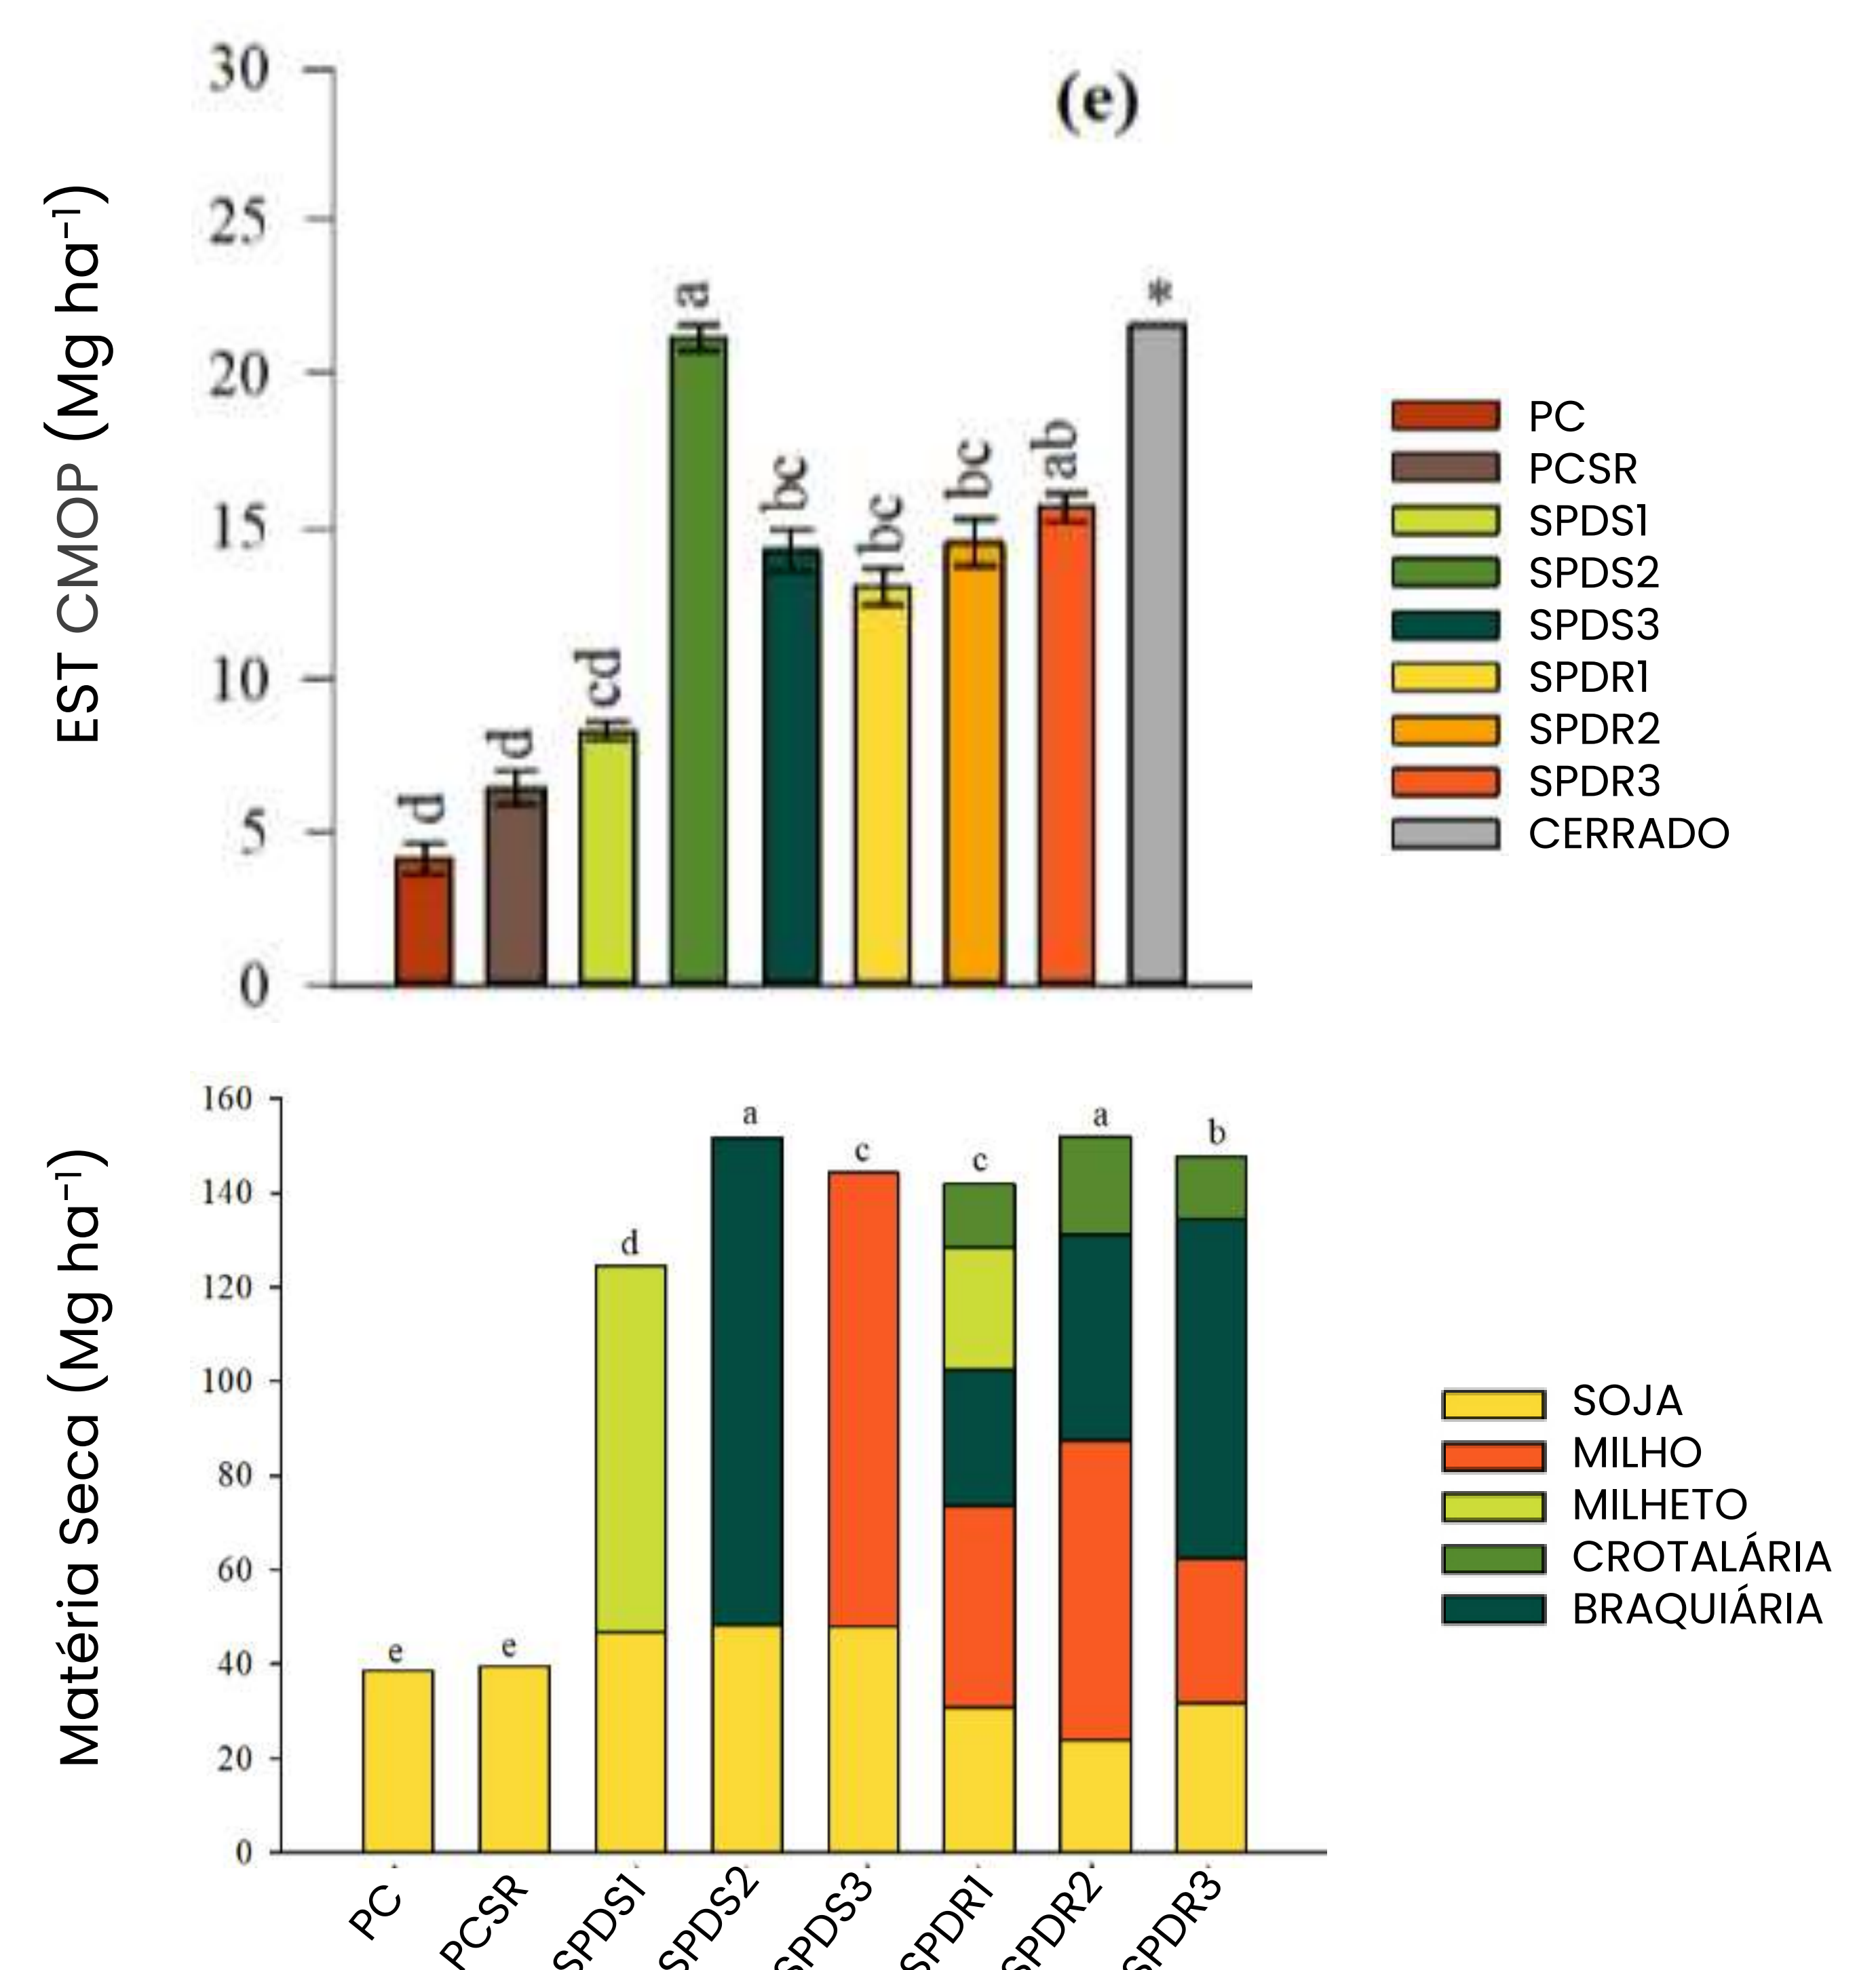 (e)
EST CMOP (Mg ha⁻¹)
30
25
20
15
10
5
0
d
d
cd
a
bc
bc
bc
ab
*
PC
PCSR
SPDS1
SPDS2
SPDS3
SPDR1
SPDR2
SPDR3
CERRADO
Matéria Seca (Mg ha⁻¹)
160
140
120
100
80
60
40
20
0
e
e
d
a
c
c
a
b
PC
PCSR
SPDS1
SPDS2
SPDS3
SPDR1
SPDR2
SPDR3
SOJA
MILHO
MILHETO
CROTALÁRIA
BRAQUIÁRIA